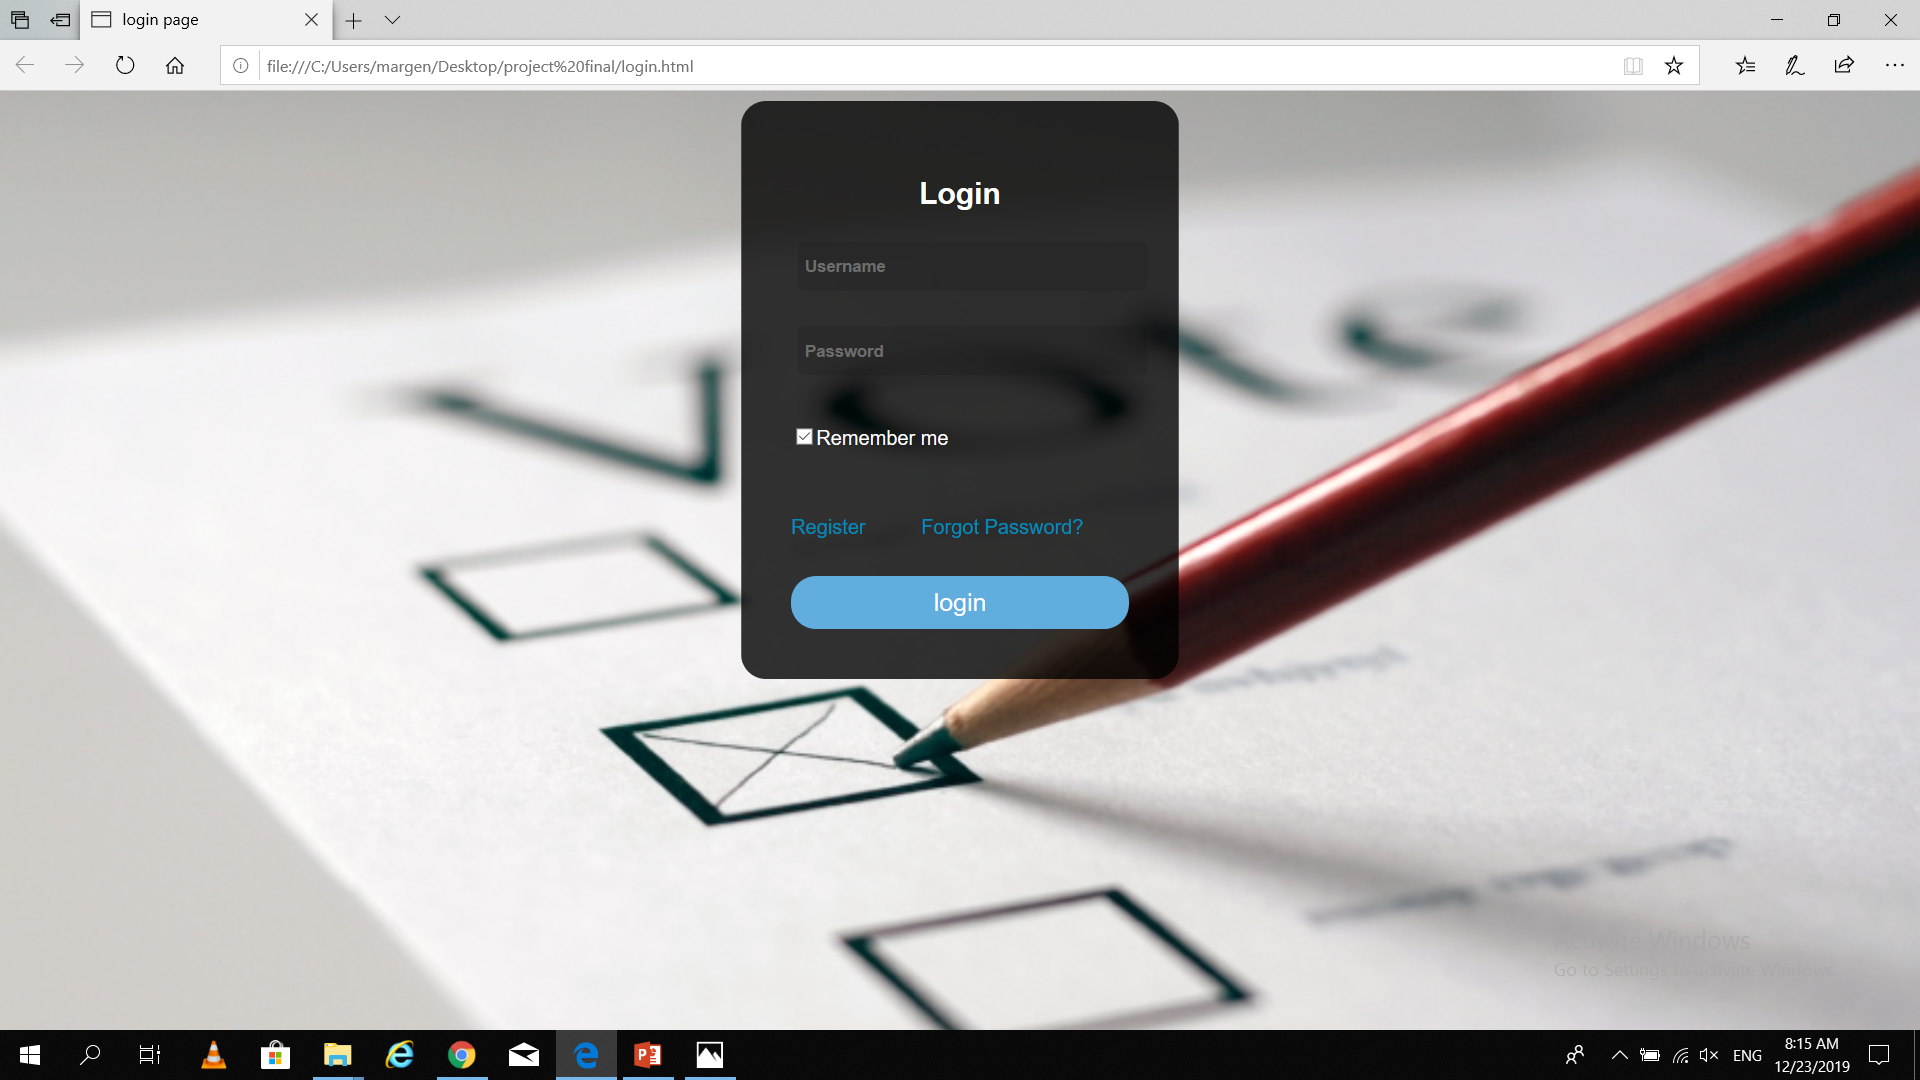 login page
file:///C:/Users/margen/Desktop/project%20final/login.html
Vote
Login
Username
Password
Remember me
Register Forgot Password?
login
Activate Windows
Go to Settings to activate Windows.
ENG
8:15 AM
12/23/2019